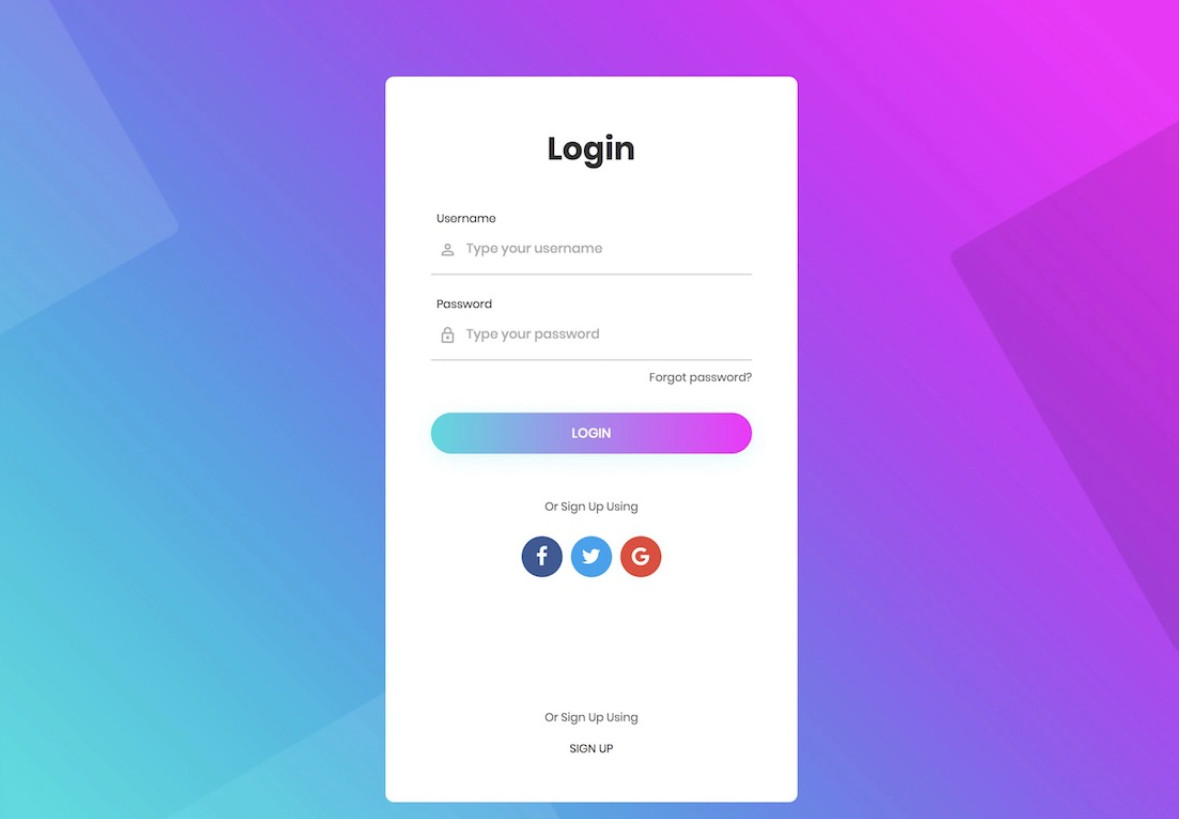 Login
Username
Type your username
Password
Type your password
Forgot password?
LOGIN
Or Sign Up Using
Or Sign Up Using
SIGN UP